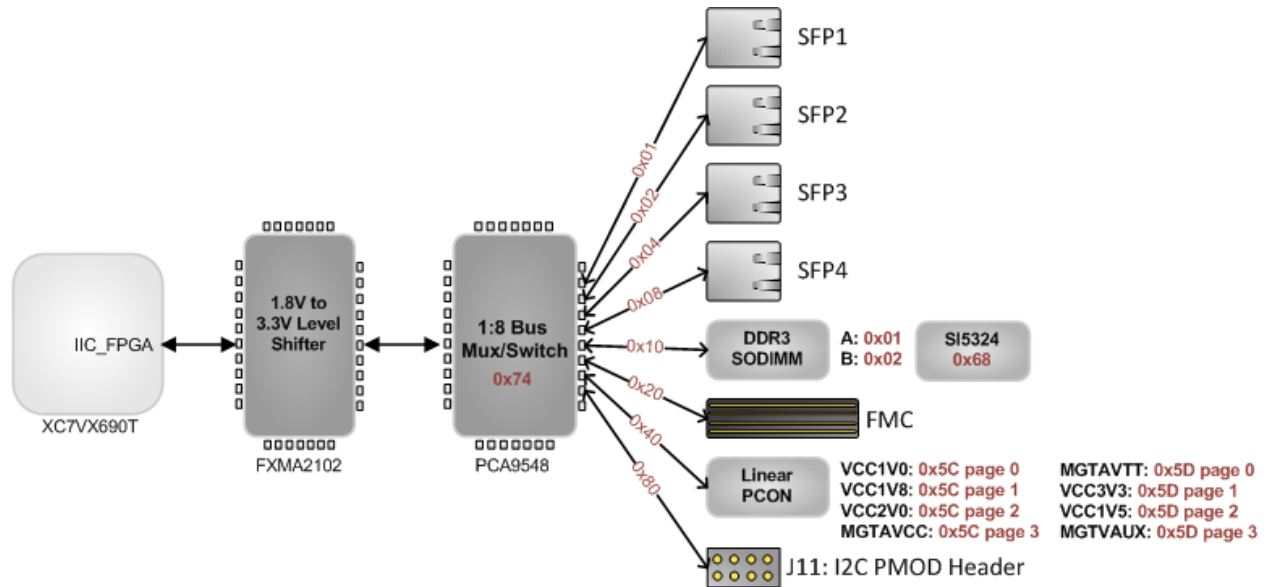 SFP1
0x01
SFP2
0x02
SFP3
0x04
SFP4
0x08
IIC_FPGA
XC7VX690T
1.8V to
3.3V Level
Shifter
FXMA2102
1:8 Bus
Mux/Switch
0x74
PCA9548
0x10
DDR3
SODIMM
A: 0x01
B: 0x02
SI5324
0x68
0x20
FMC
0x40
Linear
PCON
VCC1V0: 0x5C page 0
VCC1V8: 0x5C page 1
VCC2V0: 0x5C page 2
MGTAVCC: 0x5C page 3
MGTAVTT: 0x5D page 0
VCC3V3: 0x5D page 1
VCC1V5: 0x5D page 2
MGTVAUX: 0x5D page 3
0x80
J11: I2C PMOD Header